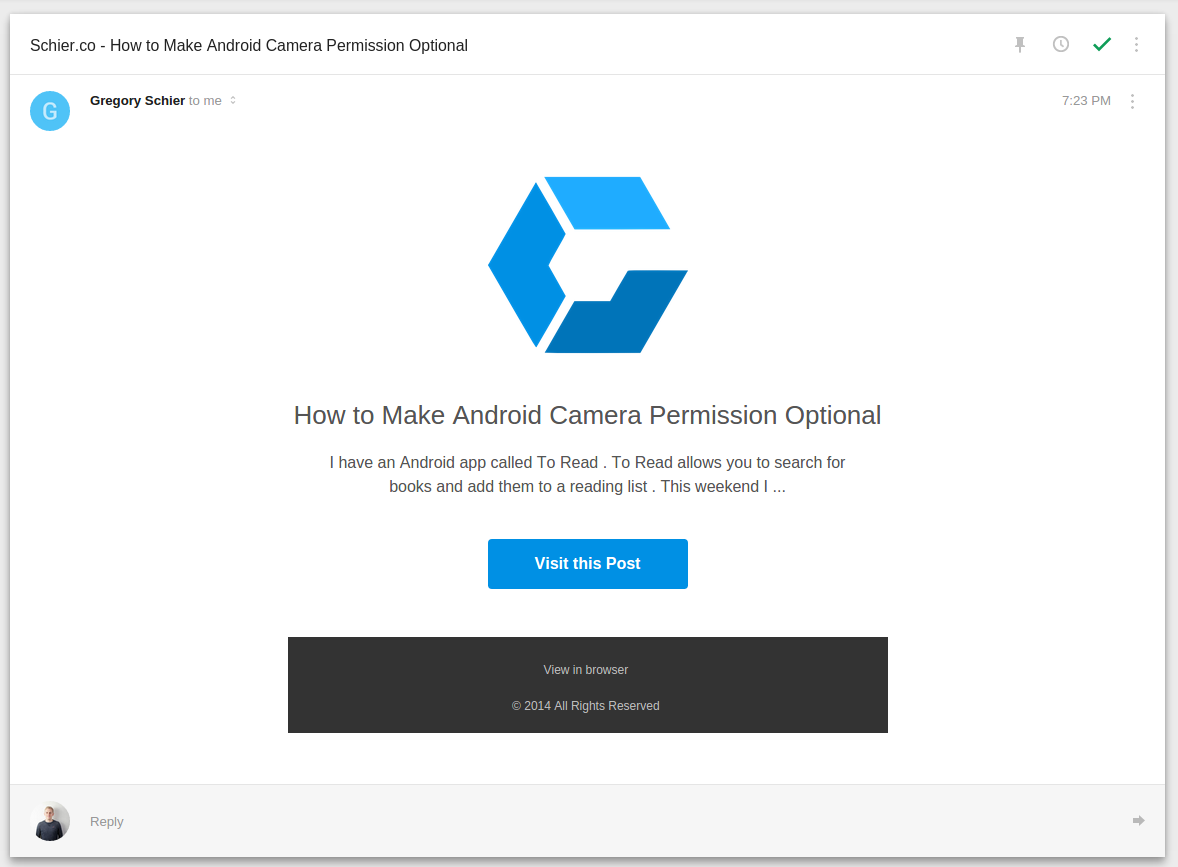 Schier.co - How to Make Android Camera Permission Optional
G
Gregory Schier to me
7:23 PM
How to Make Android Camera Permission Optional
I have an Android app called To Read . To Read allows you to search for
books and add them to a reading list . This weekend I ...
Visit this Post
View in browser
© 2014 All Rights Reserved
Reply